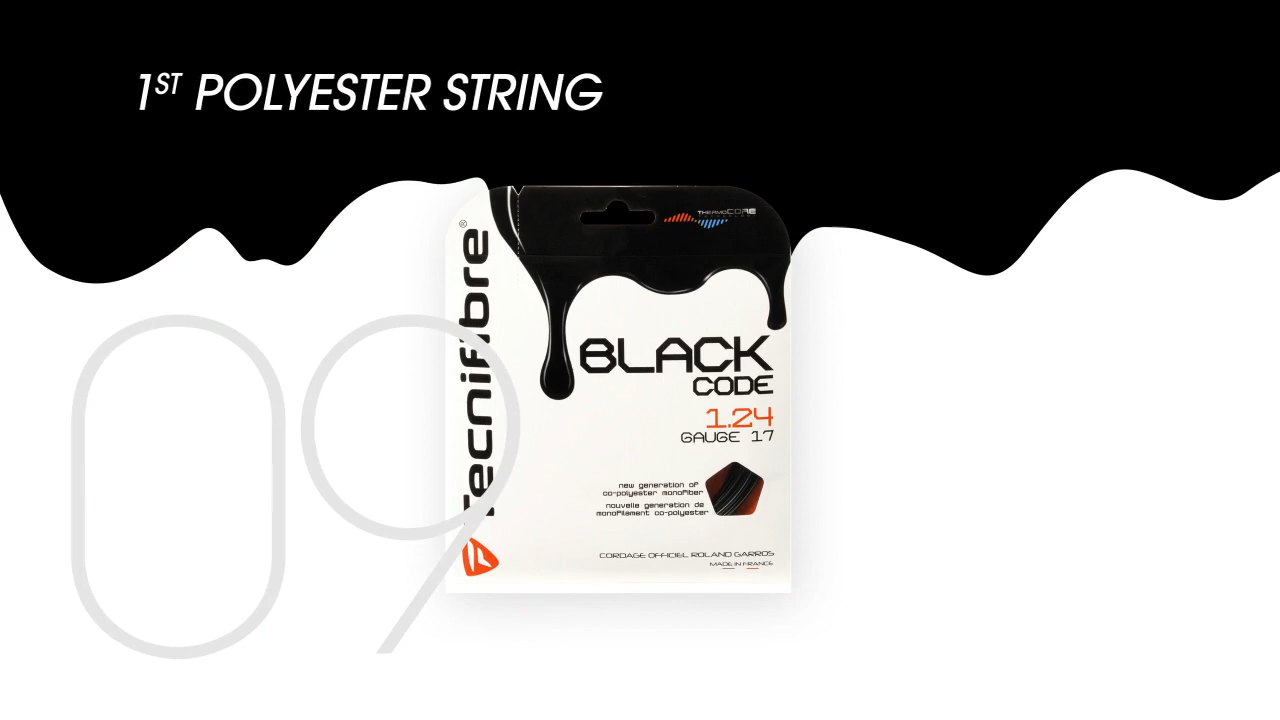 1ST POLYESTER STRING
THERMOCORE
Tecnifibre®
BLACK
CODE
1.24
GAUGE 17
new generation of
co-polyester monofiber
nouvelle generation de
monofilament co-polyester
CORDAGE OFFICIEL ROLAND GARROS
MADE IN FRANCE
09